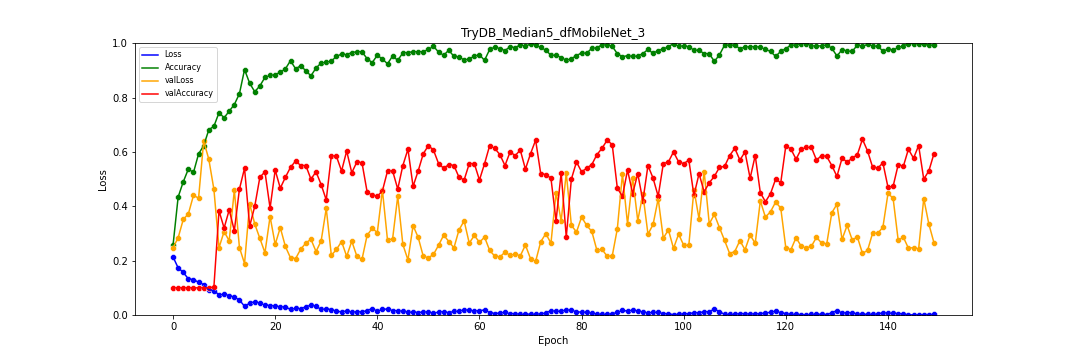 TryDB_Median5_dfMobileNet_3
Loss
Accuracy
valLoss
valAccuracy
1.0
0.8
0.6
0.4
0.2
0.0
Loss
0 20 40 60 80 100 120 140
Epoch